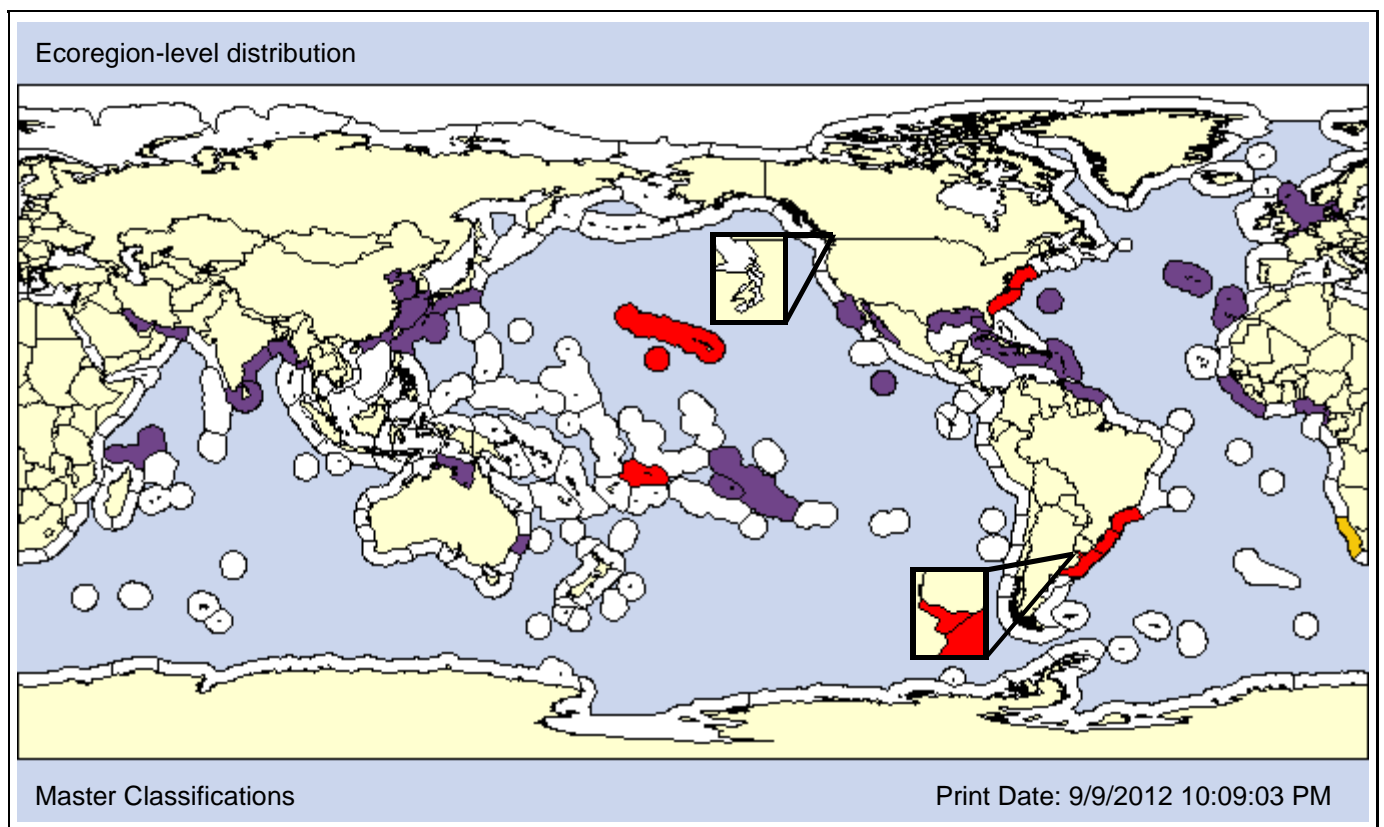 Ecoregion-level distribution
Master Classifications
Print Date: 9/9/2012 10:09:03 PM